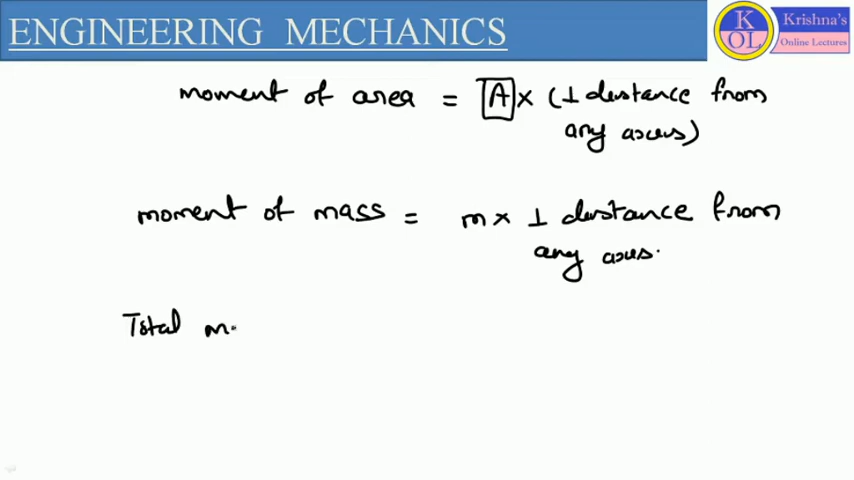 ENGINEERING MECHANICS
K
OL
Krishna's
Online Lectures
moment of area = A × (⊥ distance from
any axis)
moment of mass = m × ⊥ distance from
any axis.
Total m